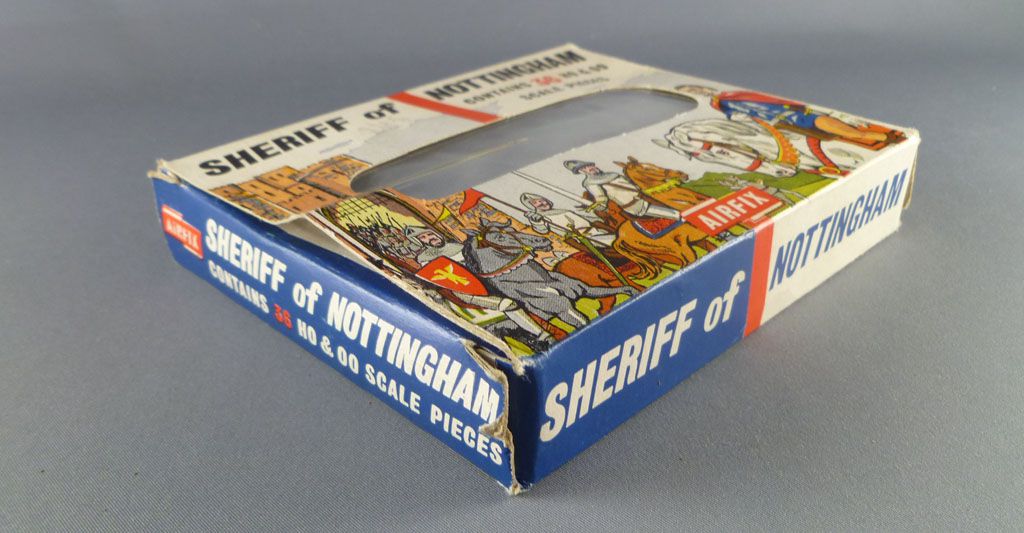 SHERIFF of NOTTINGHAM
CONTAINS 36 HO & OO
SCALE PIECES
AIRFIX
AIRFIX
SHERIFF of NOTTINGHAM
CONTAINS 36 HO & OO SCALE PIECES
SHERIFF of NOTTINGHAM